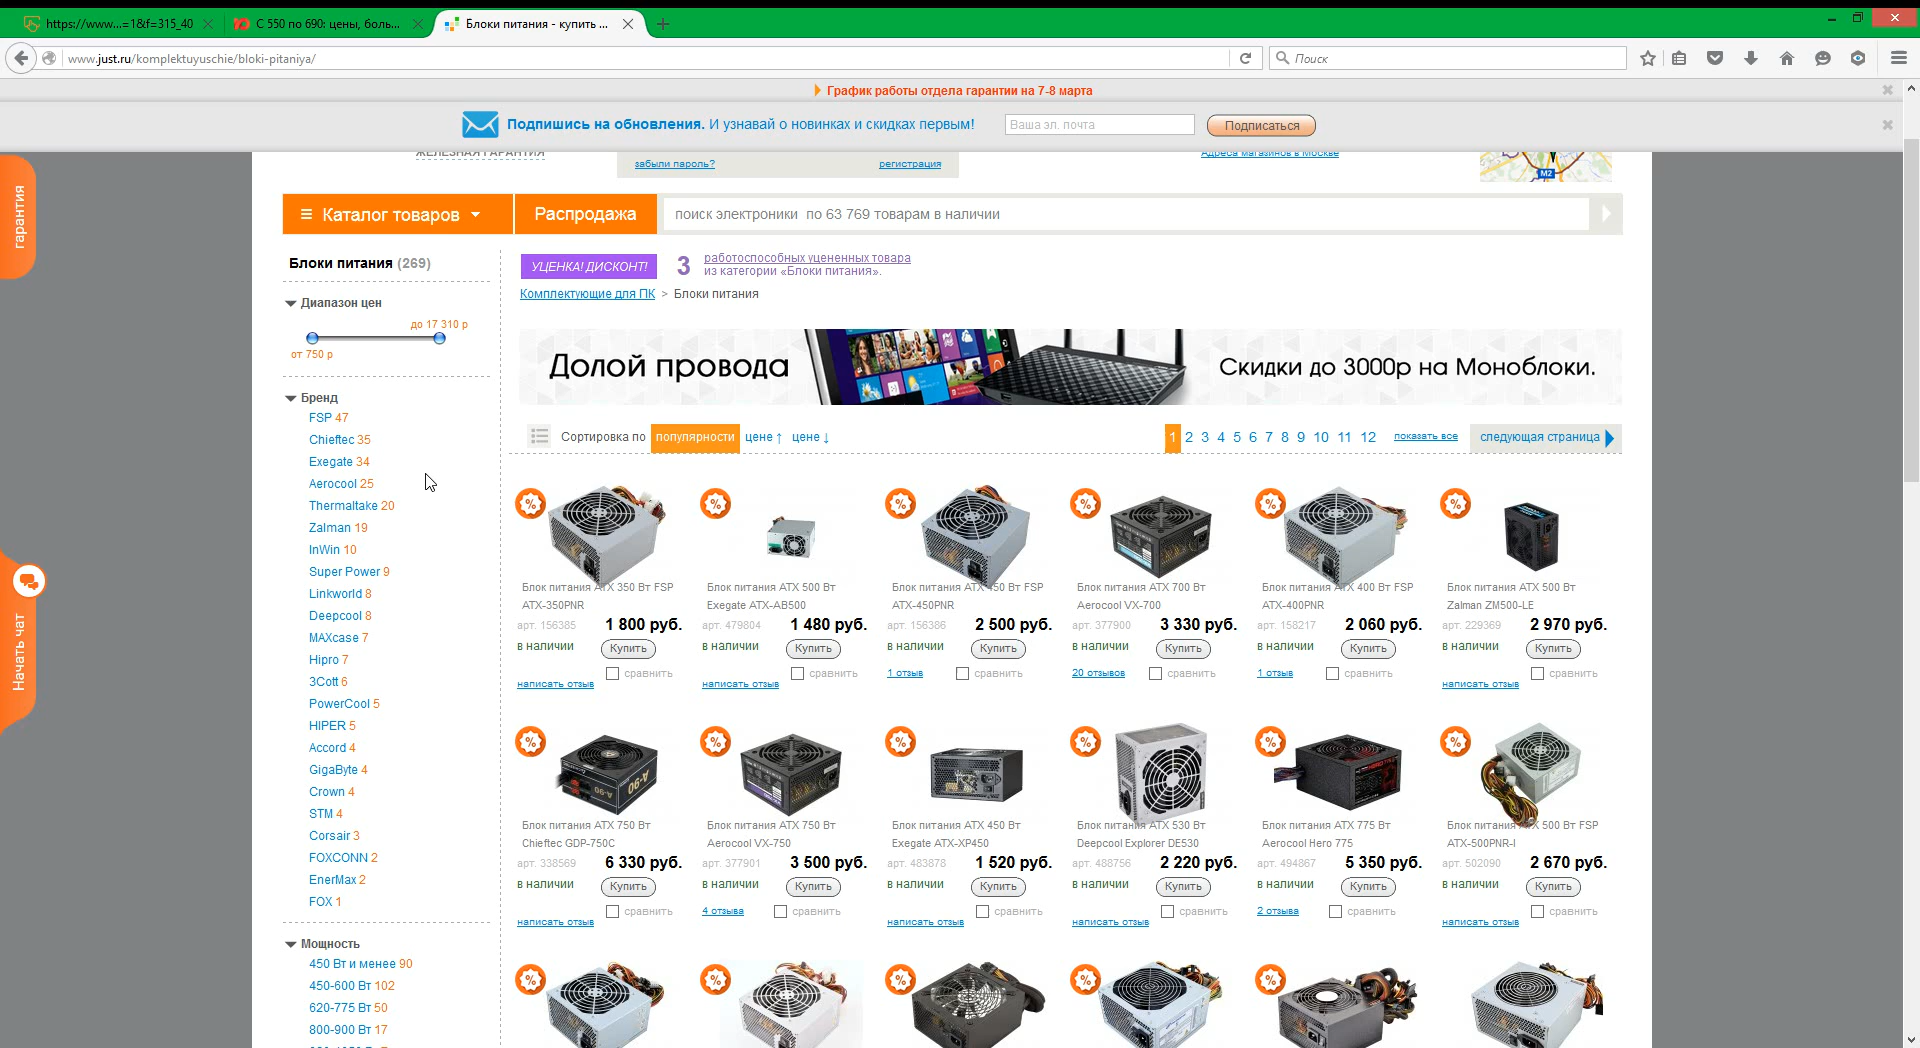 https://www...=1&f=315_40
С 550 по 690: цены, боль...
Блоки питания - купить ...
www.just.ru/komplektuyuschie/bloki-pitaniya/
Поиск
График работы отдела гарантии на 7-8 марта
Подпишись на обновления. И узнавай о новинках и скидках первым!
Ваша эл. почта
Подписаться
ЖЕЛЕЗНАЯ ГАРАНТИЯ
забыли пароль?
регистрация
Адреса магазинов в Москве
M2
гарантия
Каталог товаров
Распродажа
поиск электроники по 63 769 товарам в наличии
Блоки питания (269)
Диапазон цен
до 17 310 р
от 750 р
Бренд
FSP 47
Chieftec 35
Exegate 34
Aerocool 25
Thermaltake 20
Zalman 19
InWin 10
Super Power 9
Linkworld 8
Deepcool 8
MAXcase 7
Hipro 7
3Cott 6
PowerCool 5
HIPER 5
Accord 4
GigaByte 4
Crown 4
STM 4
Corsair 3
FOXCONN 2
EnerMax 2
FOX 1
Мощность
450 Вт и менее 90
450-600 Вт 102
620-775 Вт 50
800-900 Вт 17
Начать чат
УЦЕНКА! ДИСКОНТ!
3
работоспособных уцененных товара
из категории «Блоки питания».
Комплектующие для ПК > Блоки питания
Долой провода
Скидки до 3000р на Моноблоки.
Сортировка по популярности цене ↑ цене ↓
1 2 3 4 5 6 7 8 9 10 11 12 показать все следующая страница
Блок питания ATX 350 Вт FSP
ATX-350PNR
арт. 156385 1 800 руб.
в наличии Купить
сравнить
написать отзыв
Блок питания ATX 500 Вт
Exegate ATX-AB500
арт. 479804 1 480 руб.
в наличии Купить
сравнить
написать отзыв
Блок питания ATX 450 Вт FSP
ATX-450PNR
арт. 156386 2 500 руб.
в наличии Купить
1 отзыв сравнить
Блок питания ATX 700 Вт
Aerocool VX-700
арт. 377900 3 330 руб.
в наличии Купить
20 отзывов сравнить
Блок питания ATX 400 Вт FSP
ATX-400PNR
арт. 158217 2 060 руб.
в наличии Купить
1 отзыв сравнить
Блок питания ATX 500 Вт
Zalman ZM500-LE
арт. 229369 2 970 руб.
в наличии Купить
сравнить
написать отзыв
A-90
Блок питания ATX 750 Вт
Chieftec GDP-750C
арт. 338569 6 330 руб.
в наличии Купить
сравнить
написать отзыв
Блок питания ATX 750 Вт
Aerocool VX-750
арт. 377901 3 500 руб.
в наличии Купить
4 отзыва сравнить
Блок питания ATX 450 Вт
Exegate ATX-XP450
арт. 483878 1 520 руб.
в наличии Купить
сравнить
написать отзыв
Блок питания ATX 530 Вт
Deepcool Explorer DE530
арт. 488756 2 220 руб.
в наличии Купить
сравнить
написать отзыв
Блок питания ATX 775 Вт
Aerocool Hero 775
арт. 494867 5 350 руб.
в наличии Купить
2 отзыва сравнить
Блок питания ATX 500 Вт FSP
ATX-500PNR-I
арт. 502090 2 670 руб.
в наличии Купить
сравнить
написать отзыв